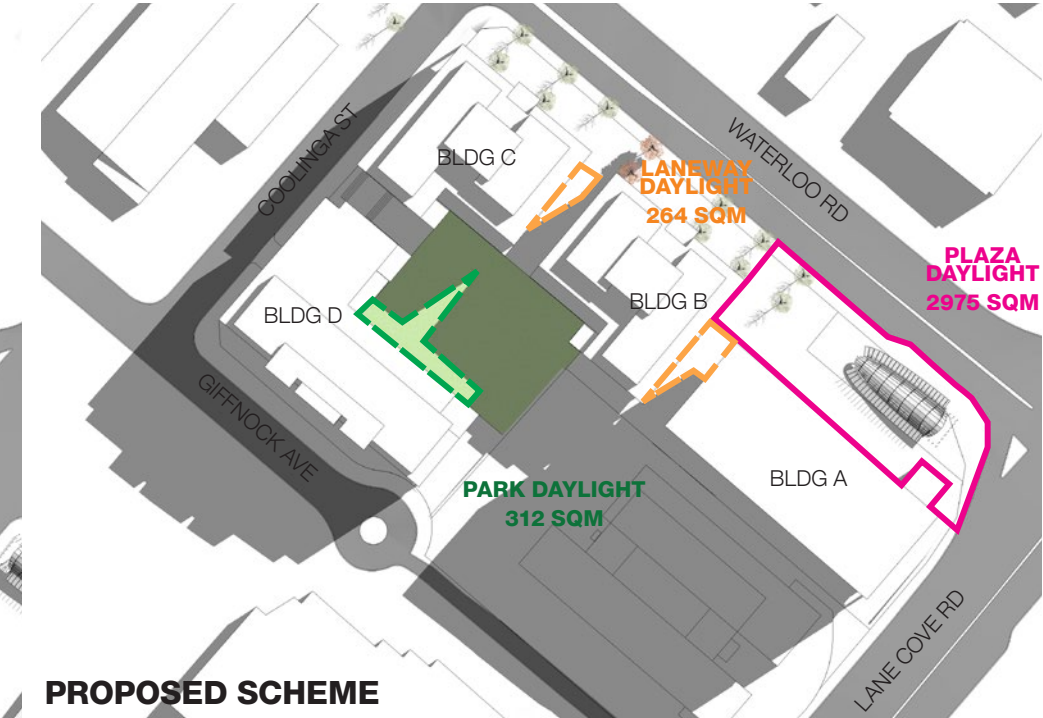 COOLINGA ST
BLDG C
WATERLOO RD
LANEWAY
DAYLIGHT
264 SQM
PLAZA
DAYLIGHT
2975 SQM
BLDG B
BLDG D
GIFFNOCK AVE
BLDG A
PARK DAYLIGHT
312 SQM
LANE COVE RD
PROPOSED SCHEME